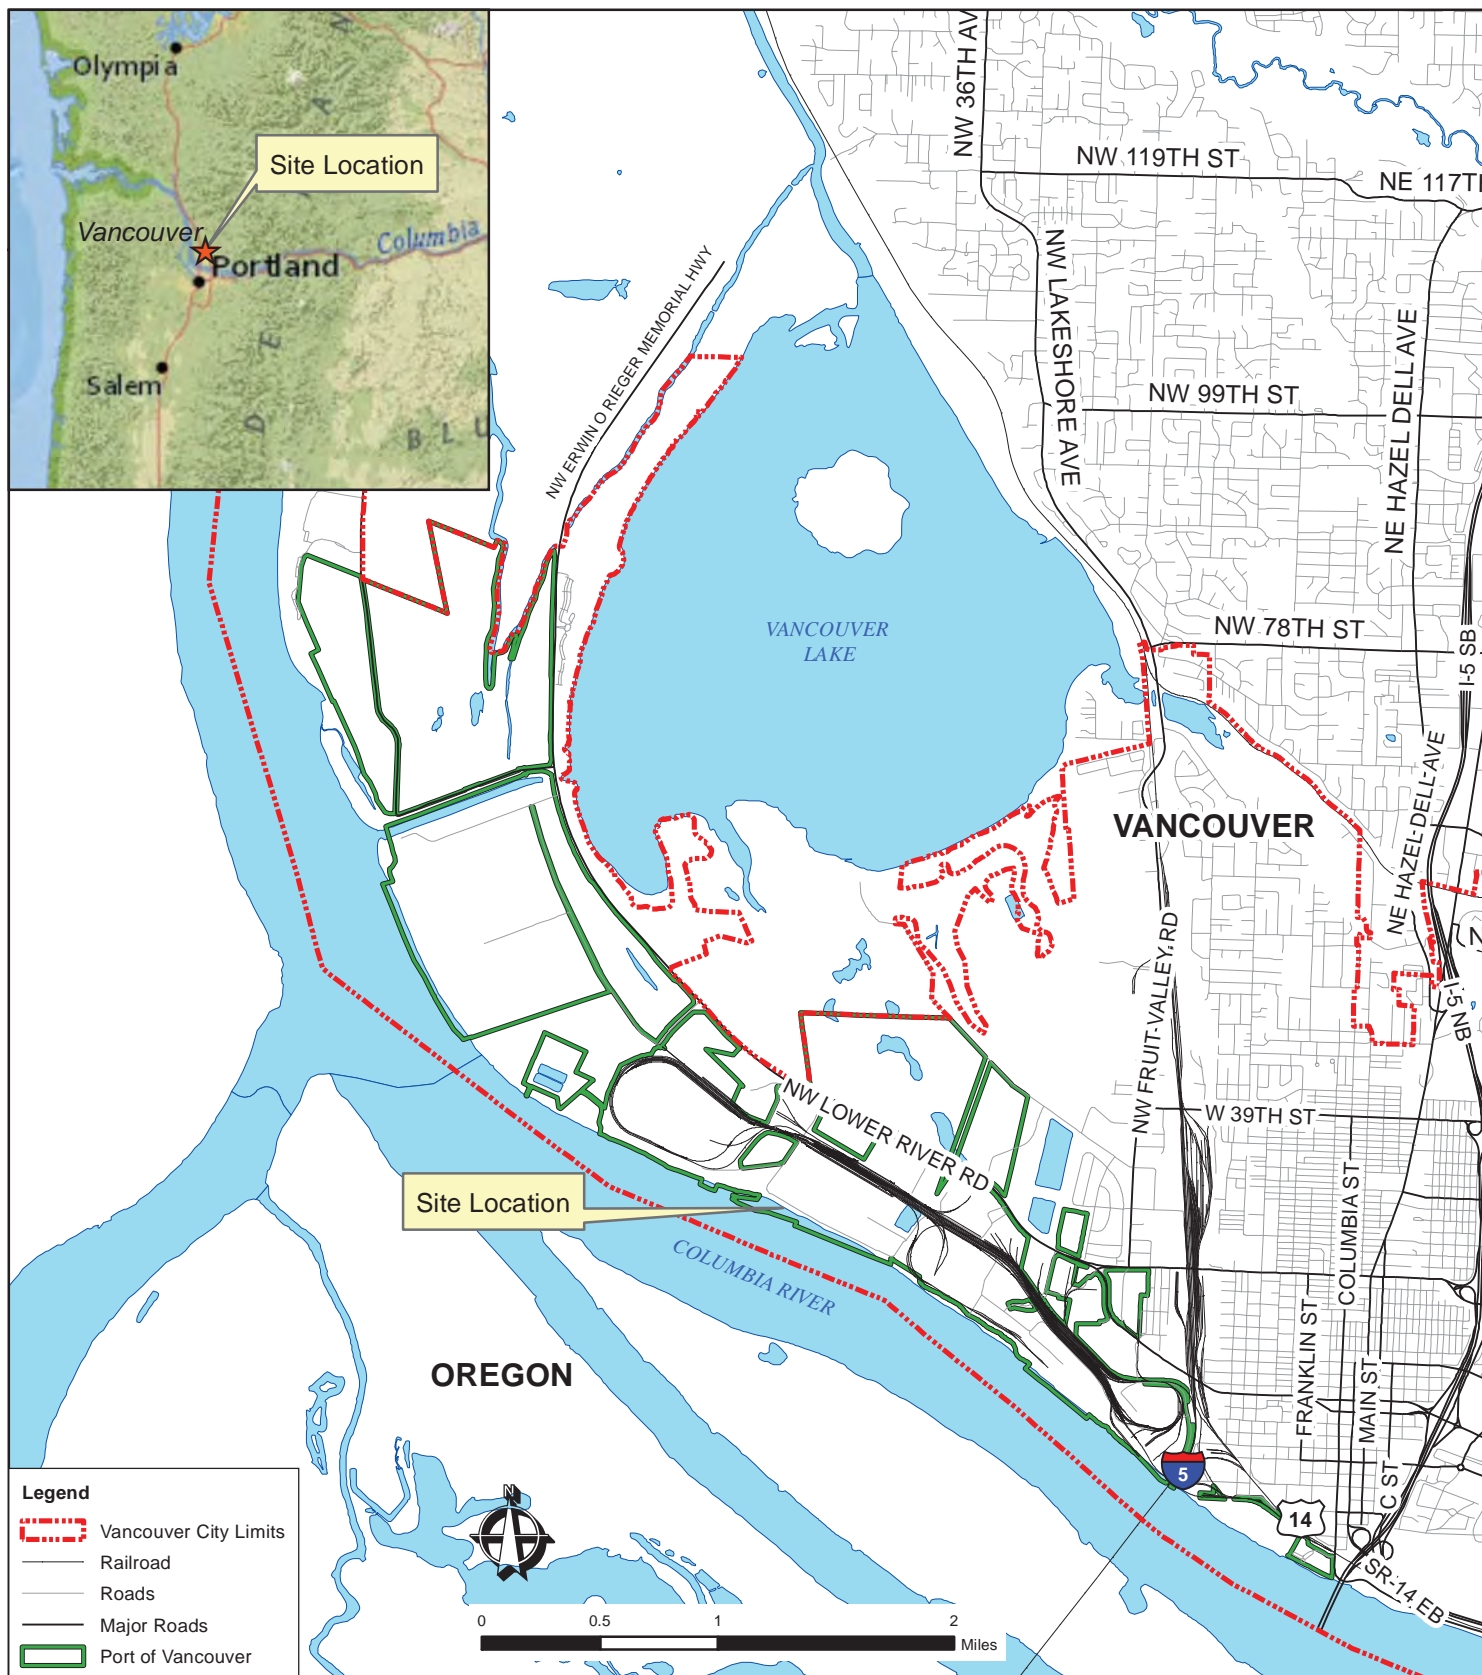 Olympia
Site Location
Vancouver
Columbia
Portland
Salem
D E
A N
B L U
NW 36TH AV
NW 119TH ST
NE 117TH
NW ERWIN O RIEGER MEMORIAL HWY
NW LAKESHORE AVE
NW 99TH ST
NE HAZEL DELL AVE
VANCOUVER
LAKE
NW 78TH ST
I-5 SB
VANCOUVER
NE HAZEL-DELL-AVE
NW FRUIT-VALLEY-RD
I-5 NB
NW LOWER RIVER RD
W 39TH ST
Site Location
COLUMBIA RIVER
COLUMBIA ST
OREGON
FRANKLIN ST
MAIN ST
C ST
5
14
SR-14 EB
N
Legend
Vancouver City Limits
Railroad
Roads
Major Roads
Port of Vancouver
0 0.5 1 2
Miles